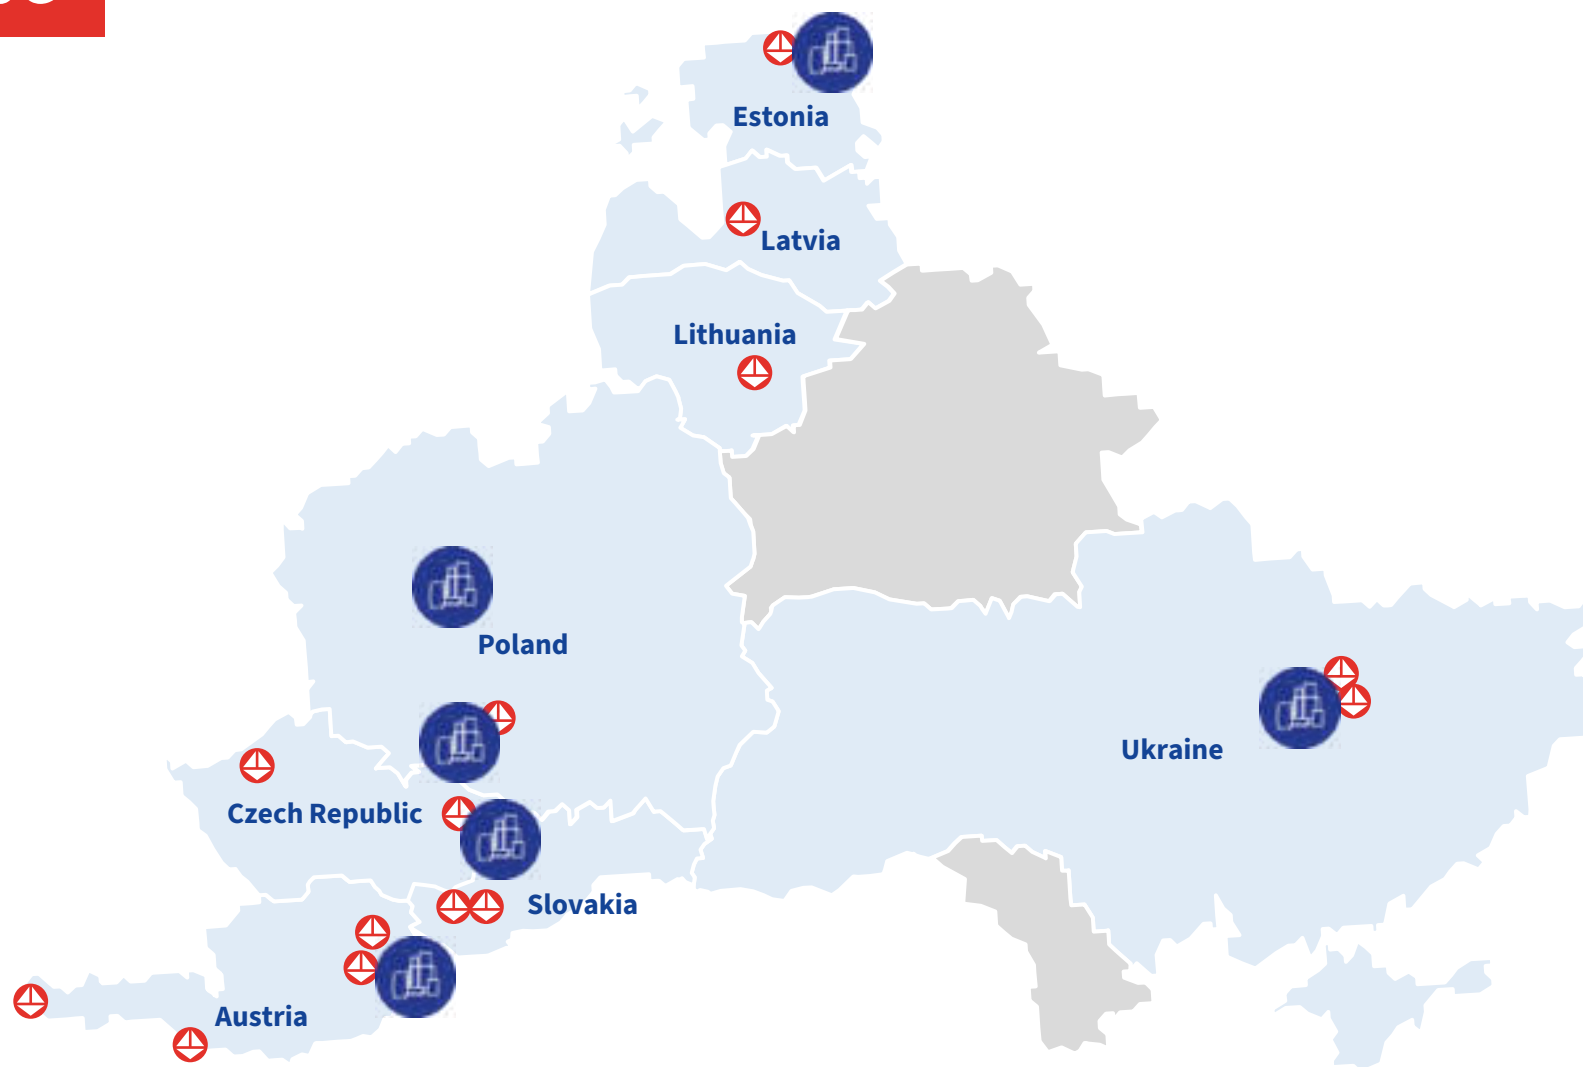 Estonia
Latvia
Lithuania
Poland
Ukraine
Czech Republic
Slovakia
Austria